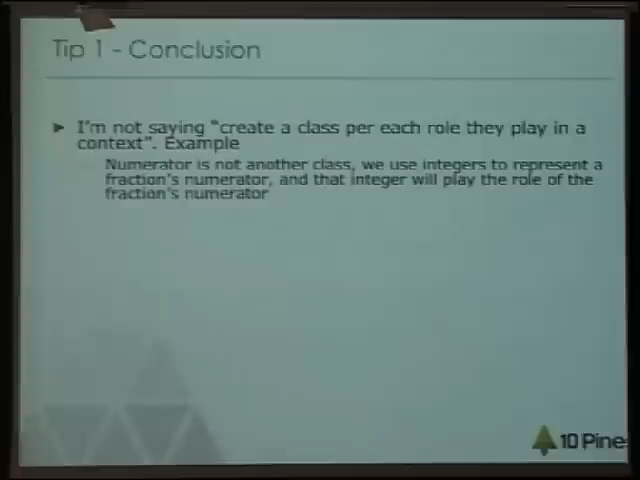 Tip 1 - Conclusion
I'm not saying "create a class per each role they play in a
context". Example
Numerator is not another class, we use integers to represent a
fraction's numerator, and that integer will play the role of the
fraction's numerator
10 Pine